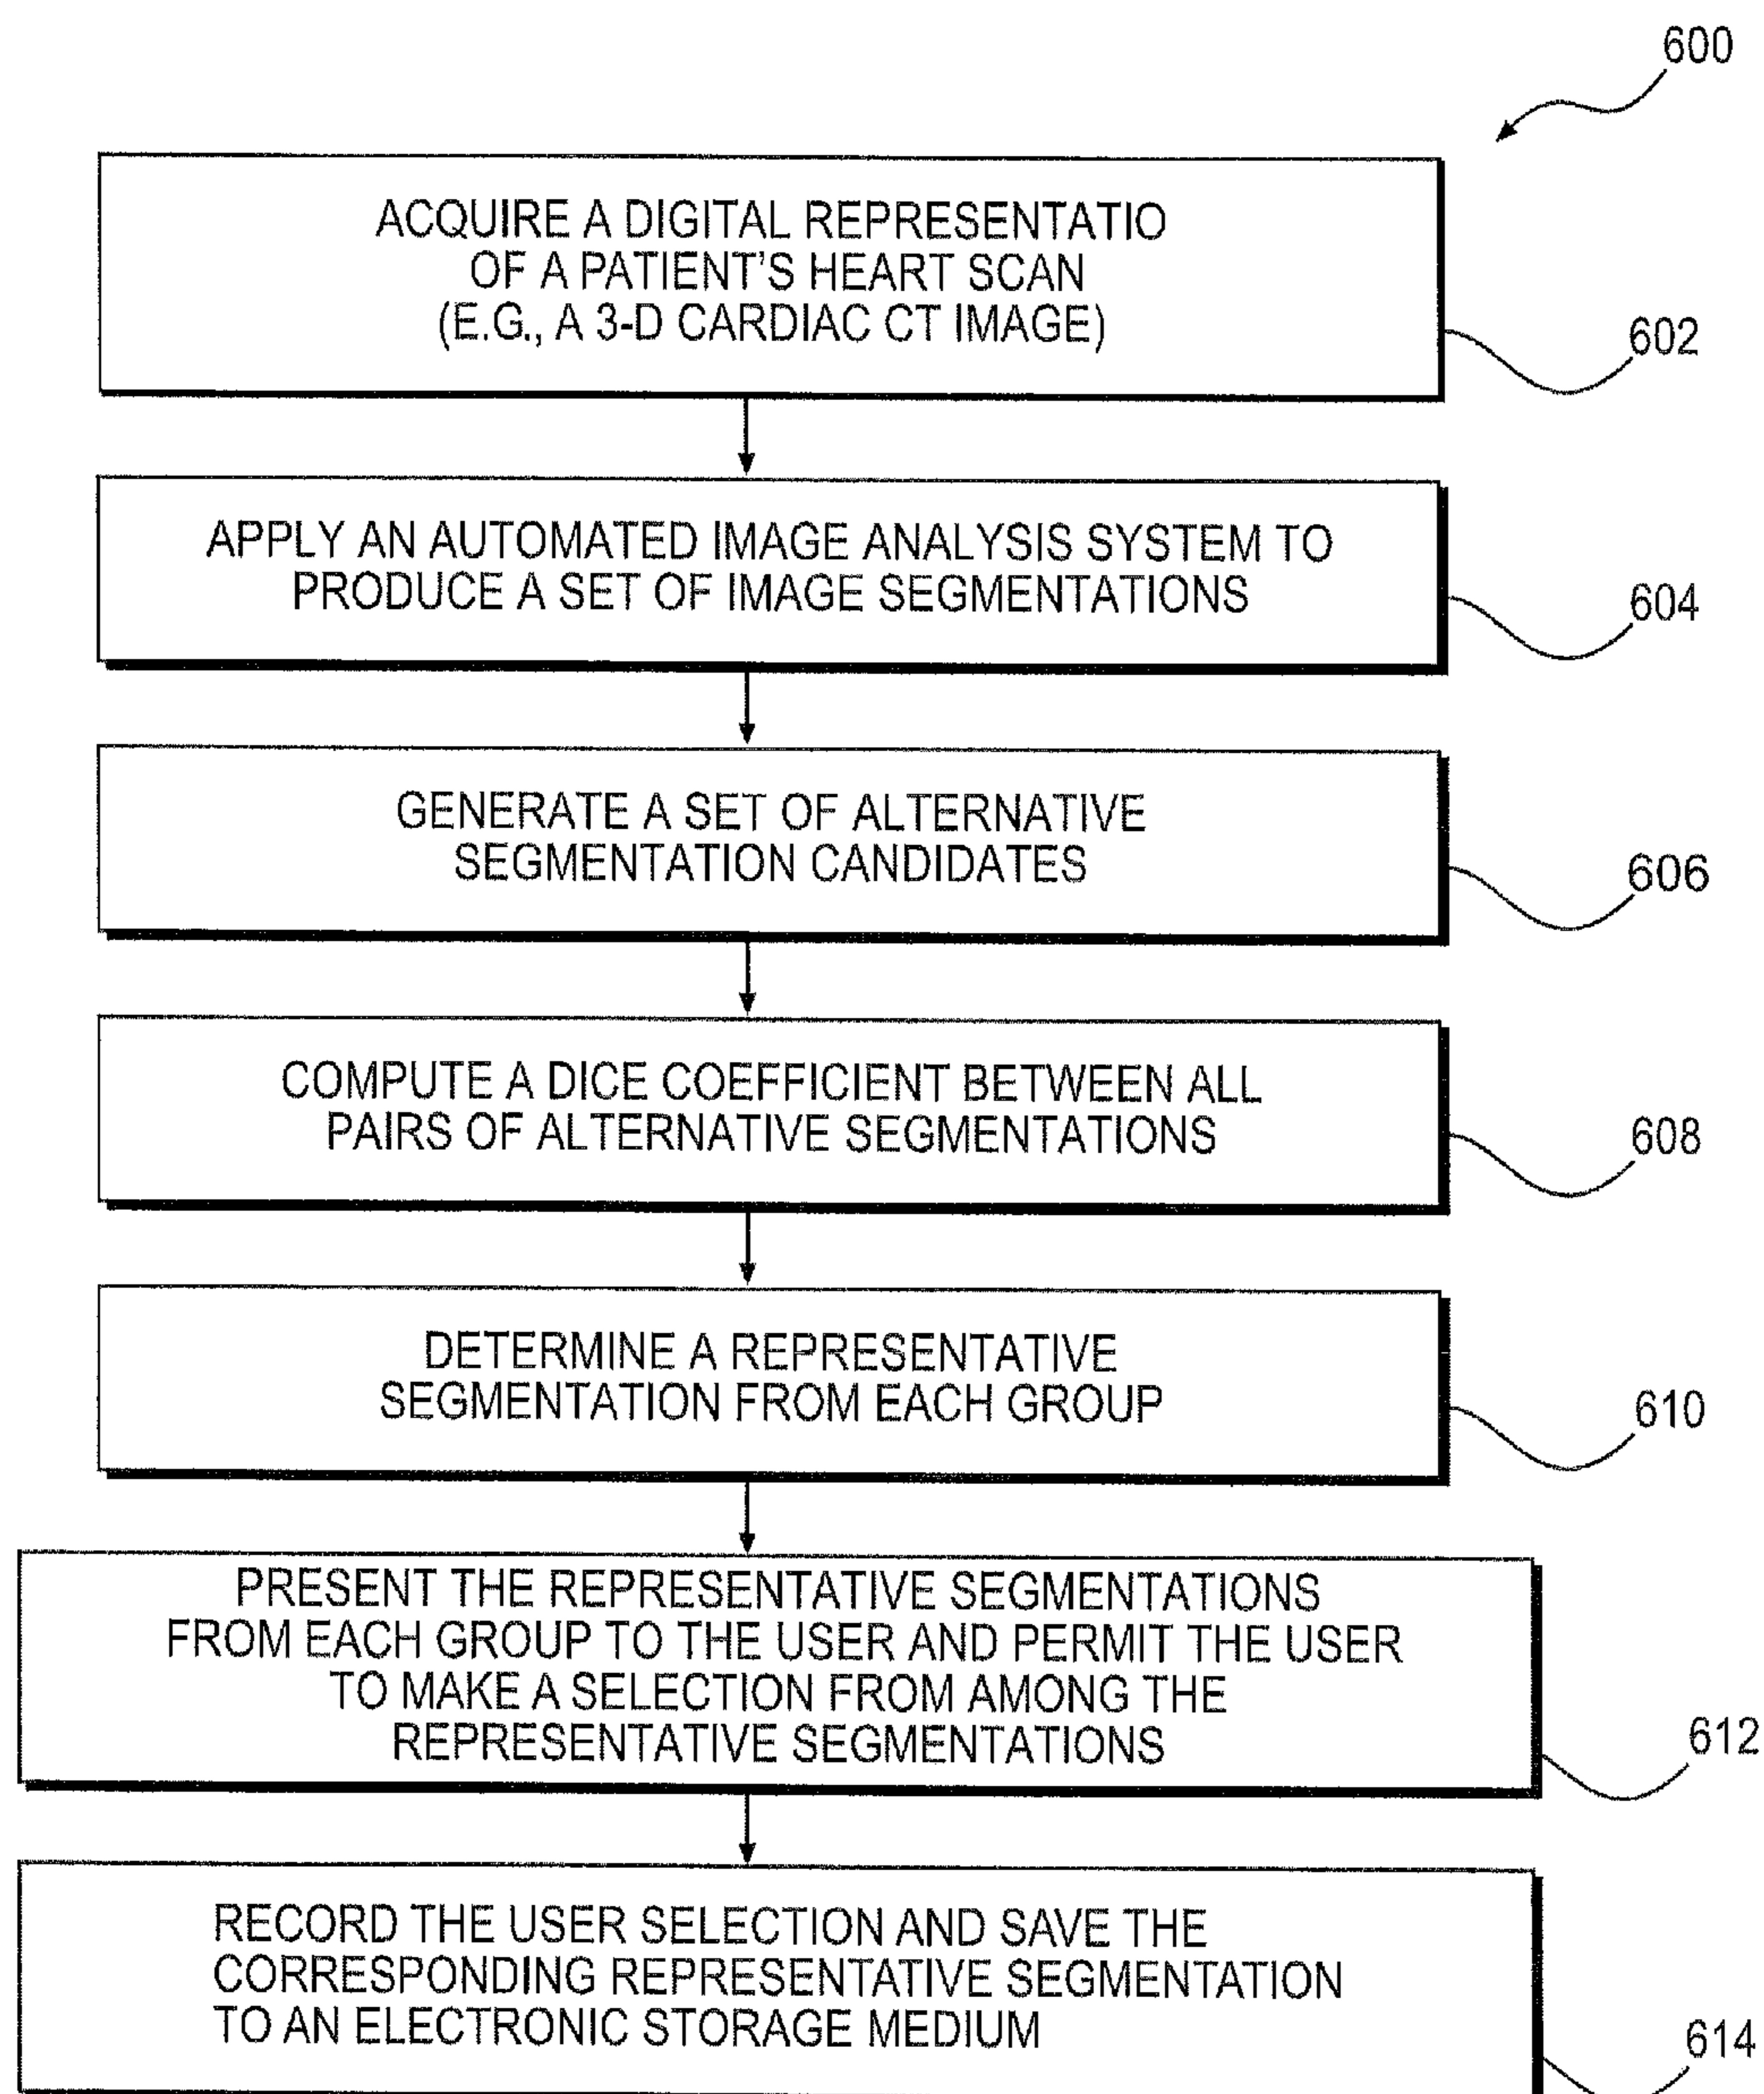 600
ACQUIRE A DIGITAL REPRESENTATIO
OF A PATIENT'S HEART SCAN
(E.G., A 3-D CARDIAC CT IMAGE)
602
APPLY AN AUTOMATED IMAGE ANALYSIS SYSTEM TO
PRODUCE A SET OF IMAGE SEGMENTATIONS
604
GENERATE A SET OF ALTERNATIVE
SEGMENTATION CANDIDATES
606
COMPUTE A DICE COEFFICIENT BETWEEN ALL
PAIRS OF ALTERNATIVE SEGMENTATIONS
608
DETERMINE A REPRESENTATIVE
SEGMENTATION FROM EACH GROUP
610
PRESENT THE REPRESENTATIVE SEGMENTATIONS
FROM EACH GROUP TO THE USER AND PERMIT THE USER
TO MAKE A SELECTION FROM AMONG THE
REPRESENTATIVE SEGMENTATIONS
612
RECORD THE USER SELECTION AND SAVE THE
CORRESPONDING REPRESENTATIVE SEGMENTATION
TO AN ELECTRONIC STORAGE MEDIUM
614